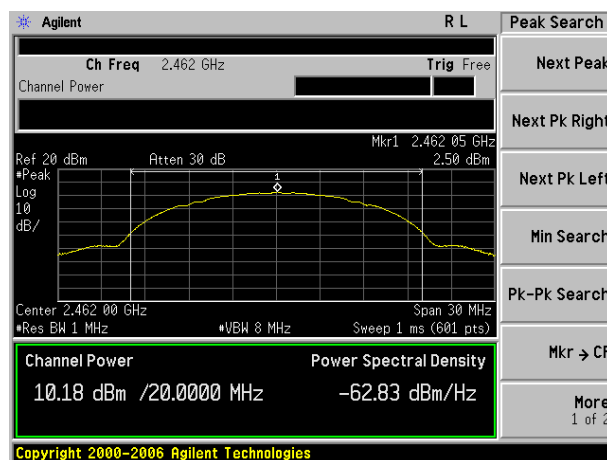 Agilent R L Peak Search
Ch Freq 2.462 GHz Trig Free
Channel Power
Next Peak
Next Pk Right
Mkr1 2.462 05 GHz
Ref 20 dBm Atten 30 dB 2.50 dBm
#Peak
Log
10
dB/
1
Next Pk Left
Min Search
Pk-Pk Search
Center 2.462 00 GHz Span 30 MHz
#Res BW 1 MHz #VBW 8 MHz Sweep 1 ms (601 pts)
Channel Power Power Spectral Density
10.18 dBm /20.0000 MHz -62.83 dBm/Hz
Mkr → CF
More
1 of 2
Copyright 2000-2006 Agilent Technologies